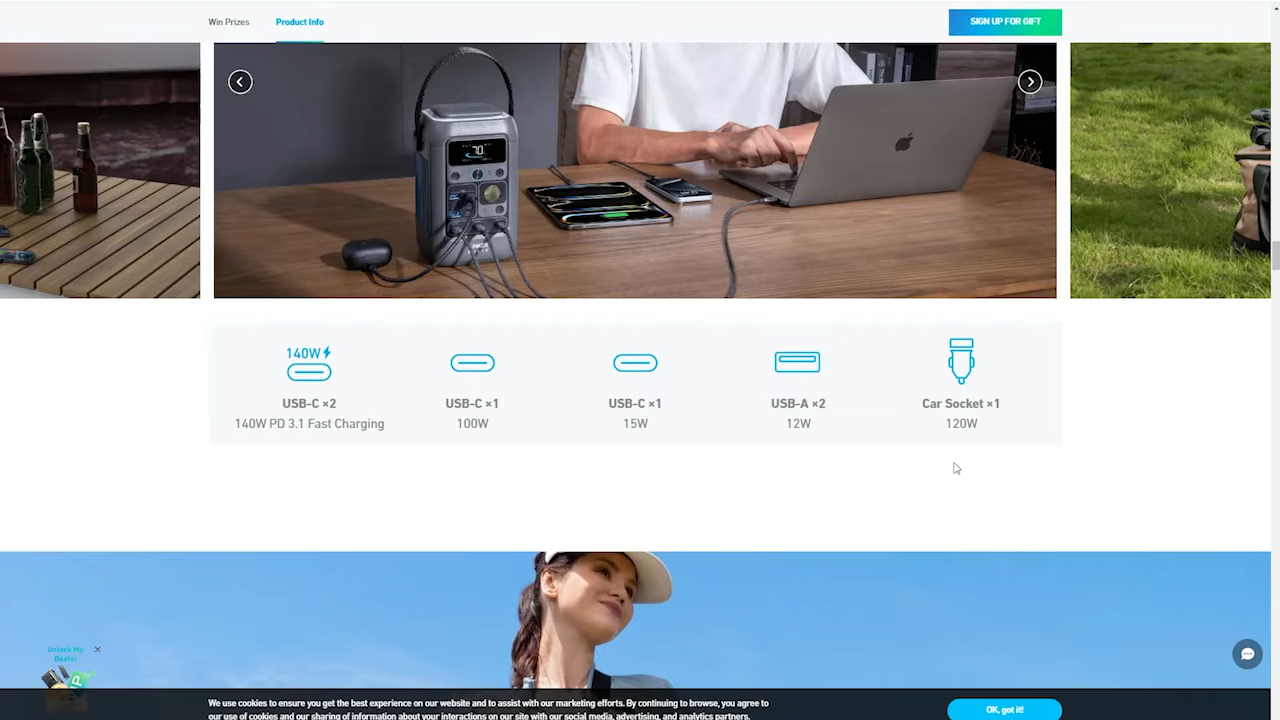 Win Prizes
Product Info
SIGN UP FOR GIFT
70
140W
USB-C ×2
140W PD 3.1 Fast Charging
USB-C ×1
100W
USB-C ×1
15W
USB-A ×2
12W
Car Socket ×1
120W
Unlock My
Deals!
We use cookies to ensure you get the best experience on our website and to assist with our marketing efforts. By continuing to browse, you agree to
our use of cookies and our sharing of information about your interactions on our site with our social media, advertising, and analytics partners.
OK, got it!